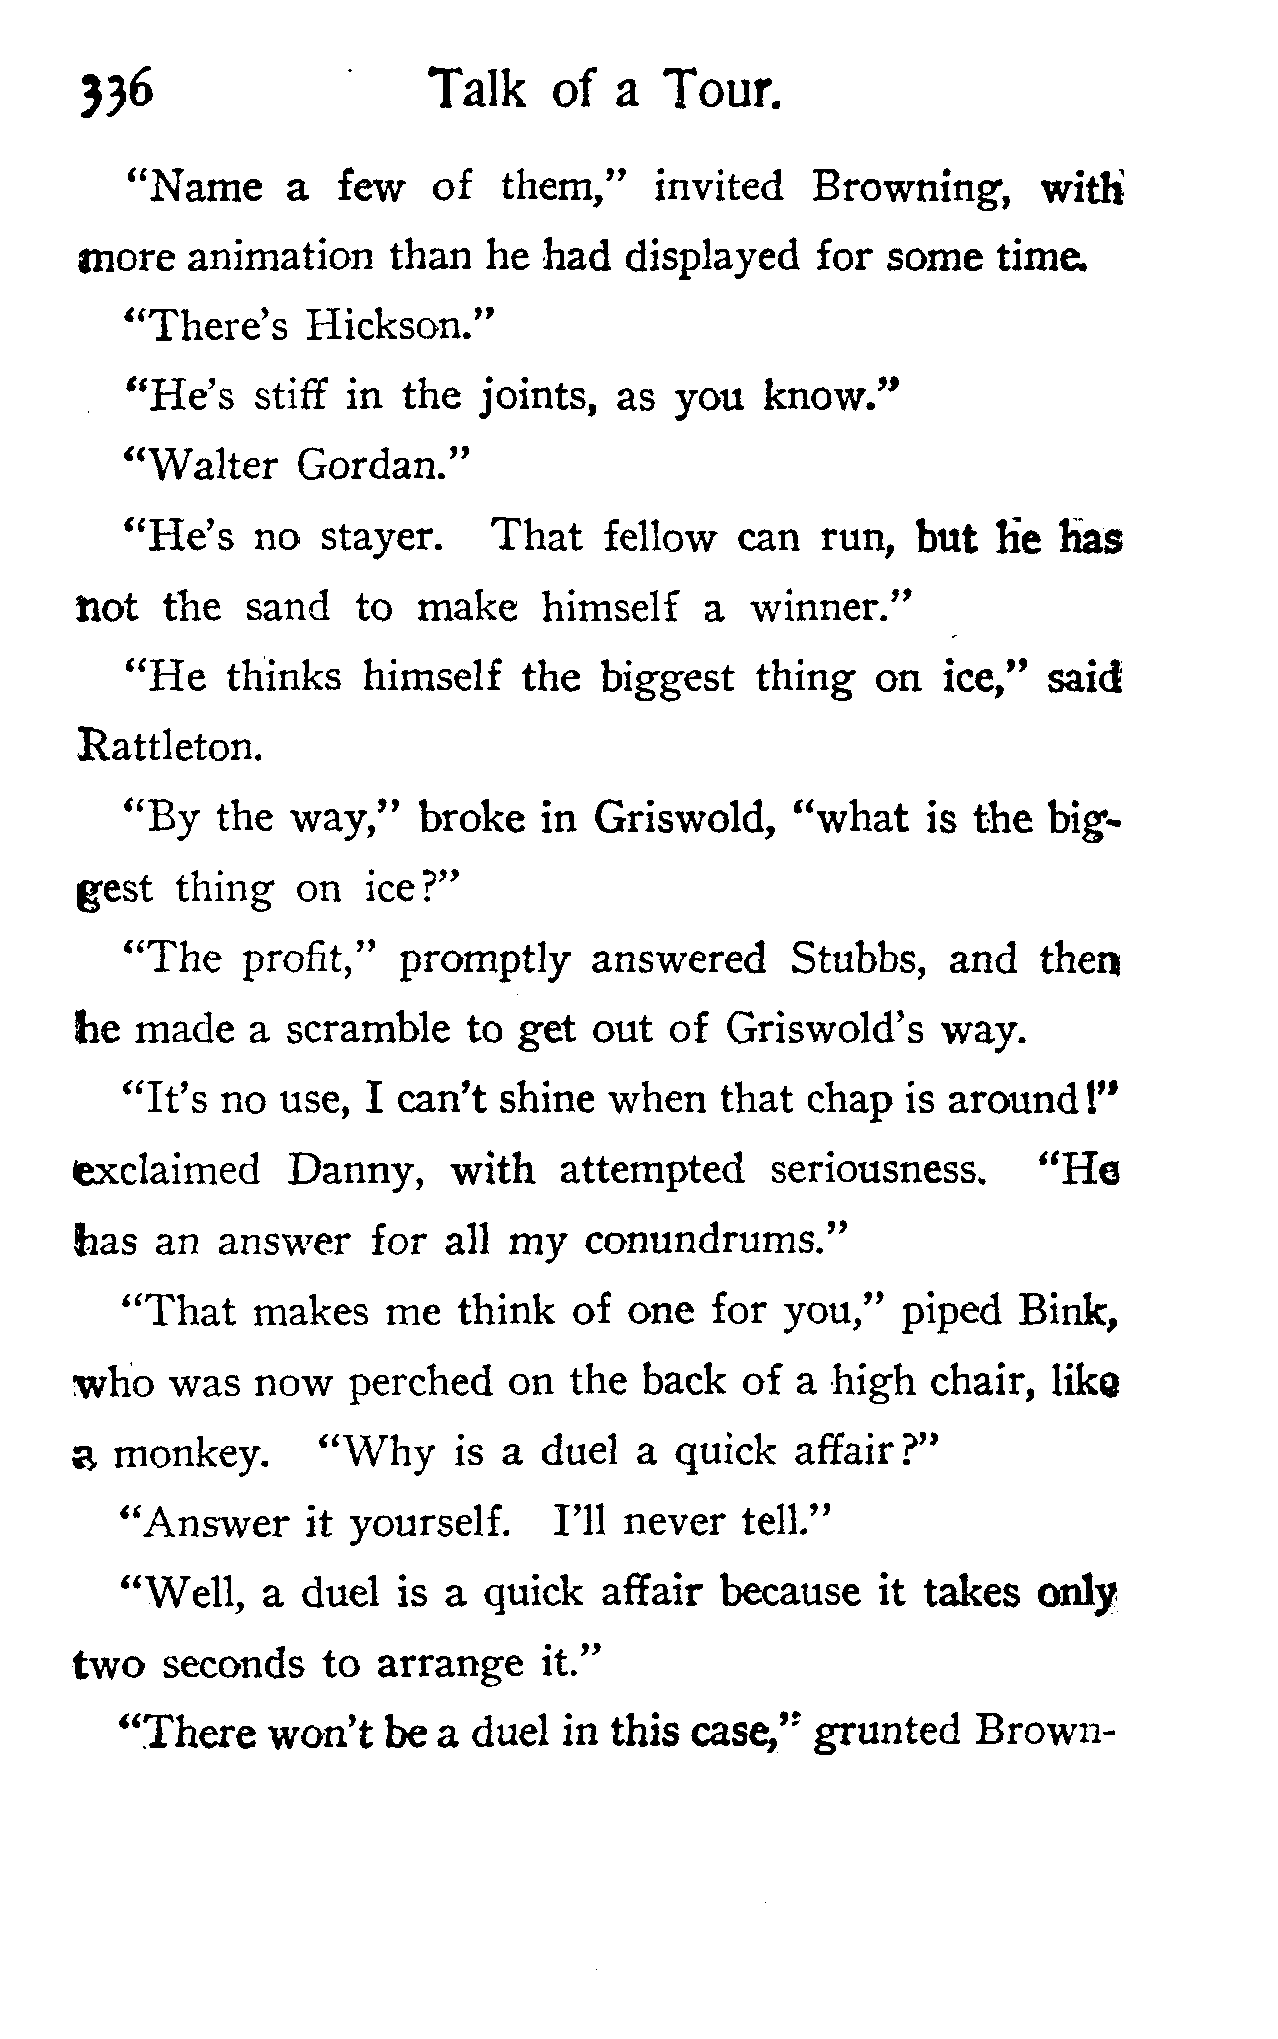 336 Talk of a Tour.
“Name a few of them,” invited Browning, with
more animation than he had displayed for some time.
“There’s Hickson.”
“He’s stiff in the joints, as you know.”
“Walter Gordan.”
“He’s no stayer. That fellow can run, but he has
not the sand to make himself a winner.”
“He thinks himself the biggest thing on ice,” said
Rattleton.
“By the way,” broke in Griswold, “what is the big-
gest thing on ice?”
“The profit,” promptly answered Stubbs, and then
he made a scramble to get out of Griswold’s way.
“It’s no use, I can’t shine when that chap is around!”
exclaimed Danny, with attempted seriousness. “He
has an answer for all my conundrums.”
“That makes me think of one for you,” piped Bink,
who was now perched on the back of a high chair, like
a monkey. “Why is a duel a quick affair?”
“Answer it yourself. I’ll never tell.”
“Well, a duel is a quick affair because it takes only
two seconds to arrange it.”
“There won’t be a duel in this case,” grunted Brown-